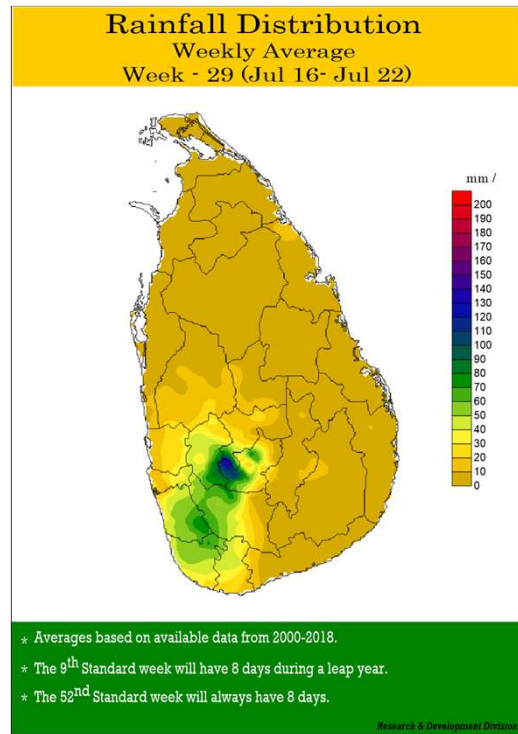 Rainfall Distribution
Weekly Average
Week - 29 (Jul 16- Jul 22)
mm /
200
190
180
170
160
150
140
130
120
110
100
90
80
70
60
50
40
30
20
10
0
* Averages based on available data from 2000-2018.
* The 9th Standard week will have 8 days during a leap year.
* The 52nd Standard week will always have 8 days.
Research & Development Division